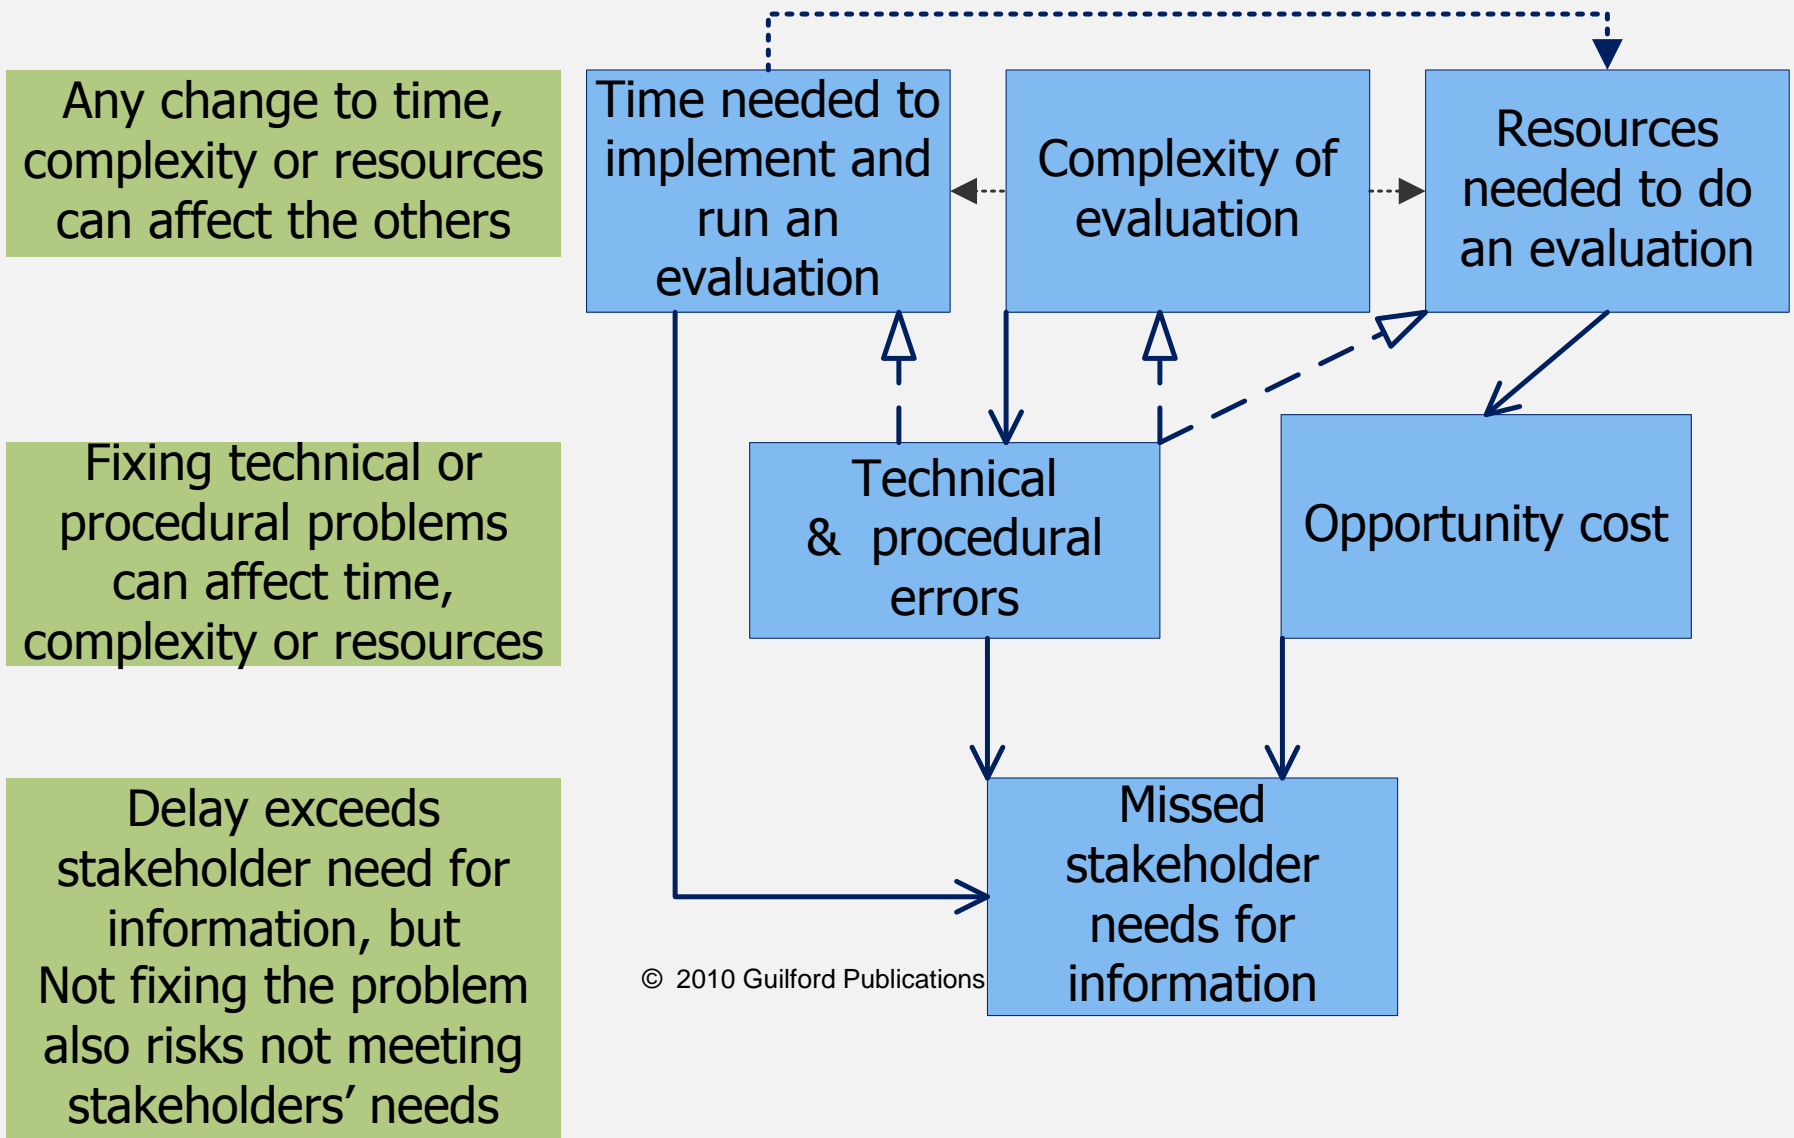 Any change to time,
complexity or resources
can affect the others
Time needed to
implement and
run an
evaluation
Complexity of
evaluation
Resources
needed to do
an evaluation
Fixing technical or
procedural problems
can affect time,
complexity or resources
Technical
& procedural
errors
Opportunity cost
Delay exceeds
stakeholder need for
information, but
Not fixing the problem
also risks not meeting
stakeholders’ needs
Missed
stakeholder
needs for
information
© 2010 Guilford Publications